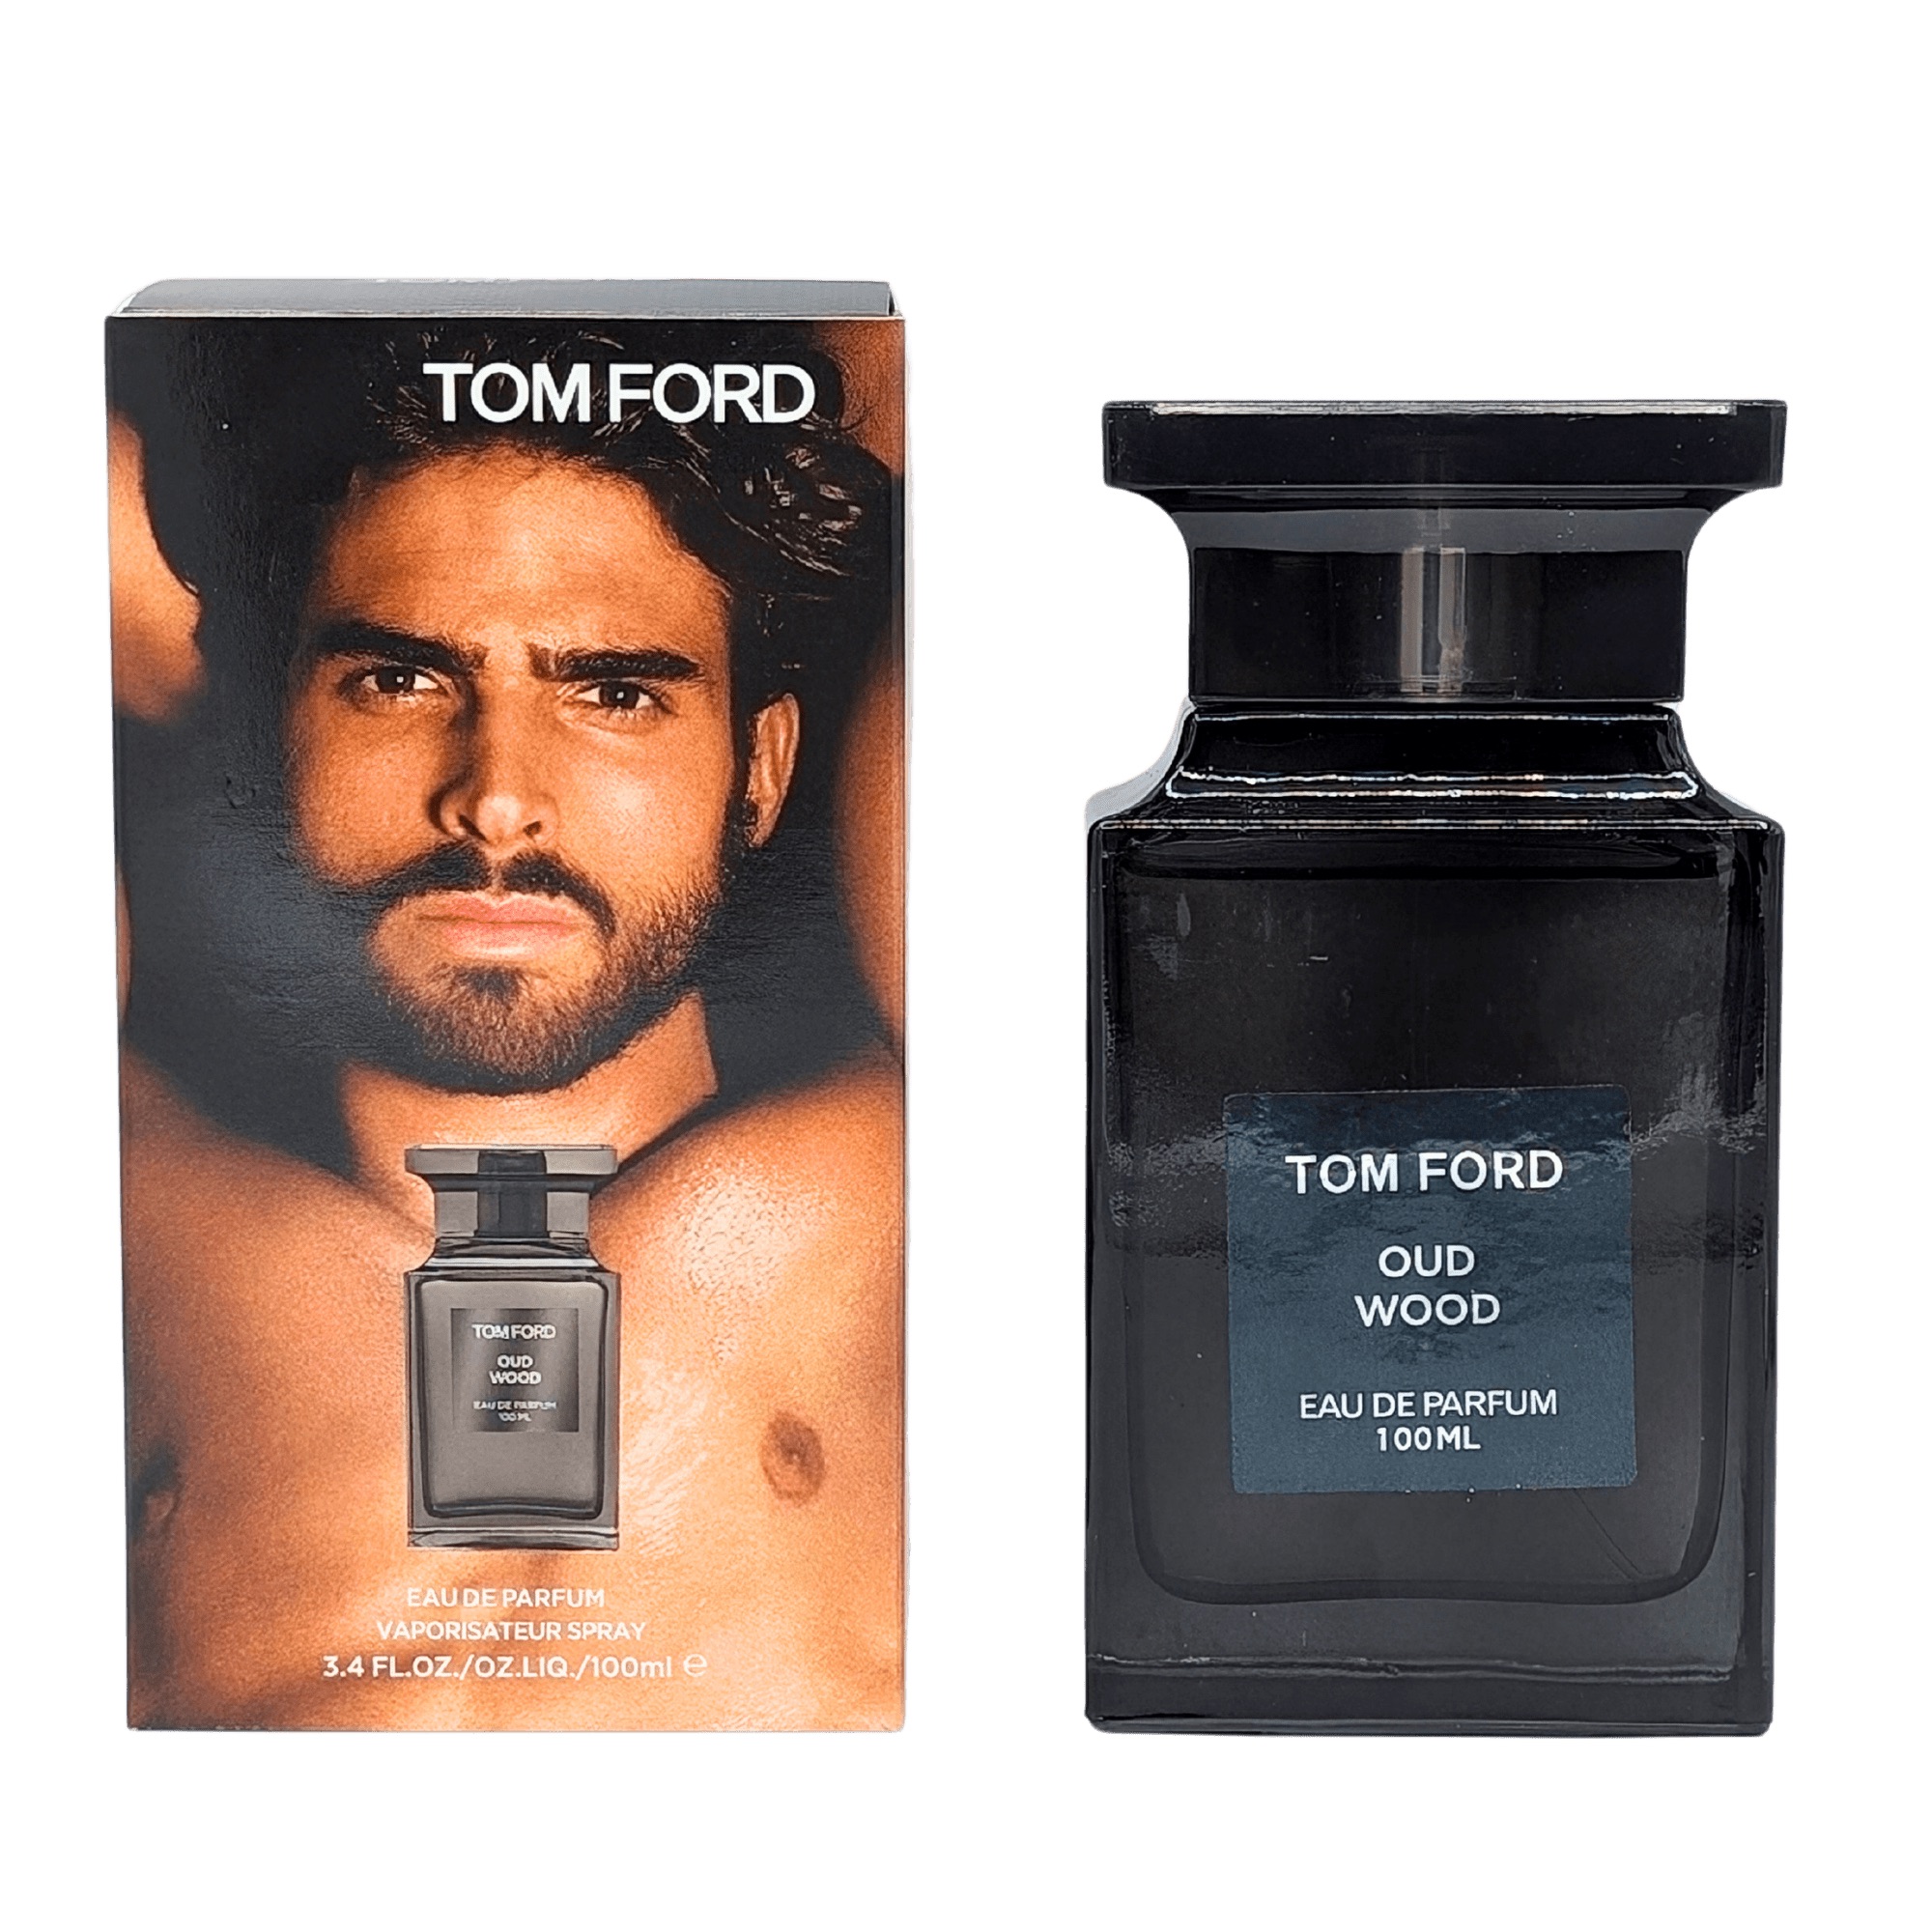 TOM FORD
TOM FORD
OUD
WOOD
EAU DE PARFUM
100 ML
EAU DE PARFUM
VAPORISATEUR SPRAY
3.4 FL.OZ./OZ.LIQ./100ml ℮
TOM FORD
OUD
WOOD
EAU DE PARFUM
100ML